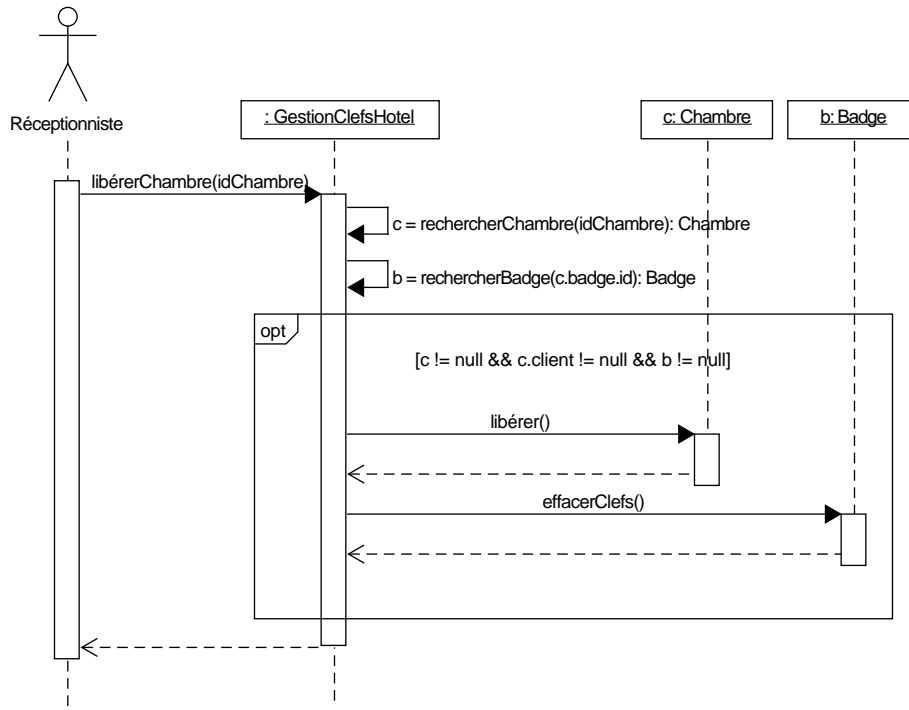 Réceptionniste
: GestionClefsHotel
c: Chambre
b: Badge
libérerChambre(idChambre)
c = rechercherChambre(idChambre): Chambre
b = rechercherBadge(c.badge.id): Badge
opt
[c != null && c.client != null && b != null]
libérer()
effacerClefs()